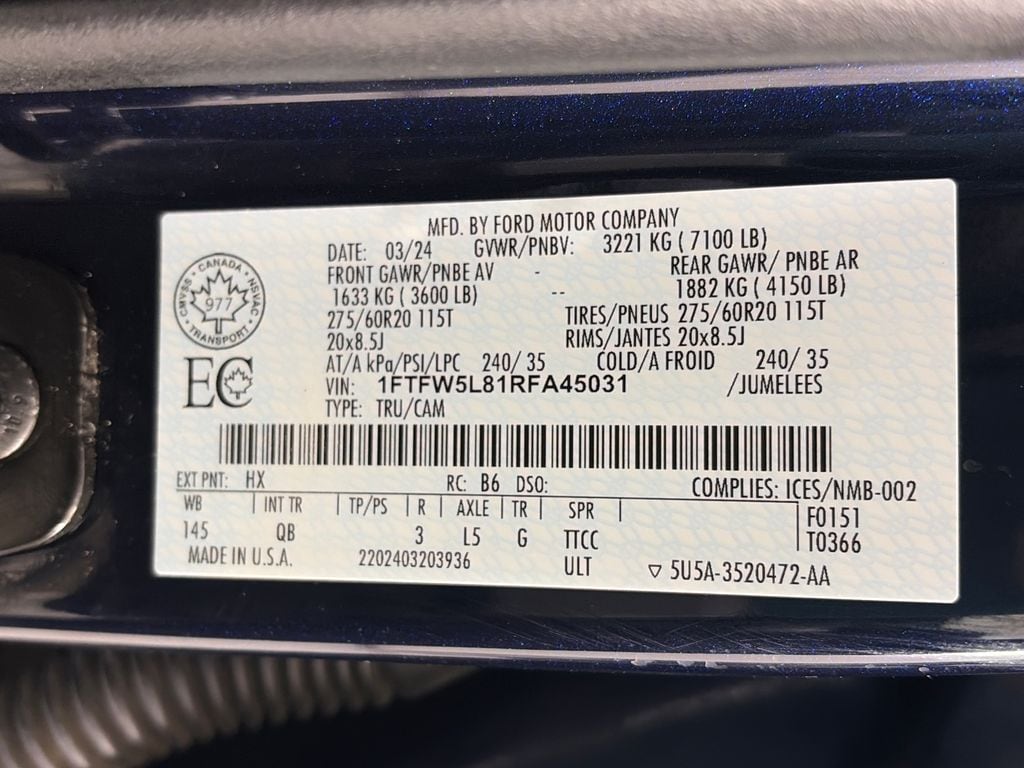 MFD. BY FORD MOTOR COMPANY
DATE: 03/24 GVWR/PNBV: 3221 KG ( 7100 LB)
FRONT GAWR/PNBE AV - REAR GAWR/ PNBE AR
1633 KG ( 3600 LB) -- 1882 KG ( 4150 LB)
275/60R20 115T TIRES/PNEUS 275/60R20 115T
20x8.5J RIMS/JANTES 20x8.5J
AT/A kPa/PSI/LPC 240/ 35 COLD/A FROID 240/ 35
VIN: 1FTFW5L81RFA45031 /JUMELEES
TYPE: TRU/CAM
CANADA
CMVSS • NSVAC
977
TRANSPORT
EC
EXT PNT: HX RC: B6 DSO: COMPLIES: ICES/NMB-002
WB | INT TR | TP/PS | R | AXLE | TR | SPR | F0151
145 QB 3 L5 G TTCC T0366
MADE IN U.S.A. 2202403203936 ULT ▽ 5U5A-3520472-AA